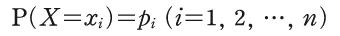 P(X=xᵢ)=pᵢ (i=1, 2, …, n)